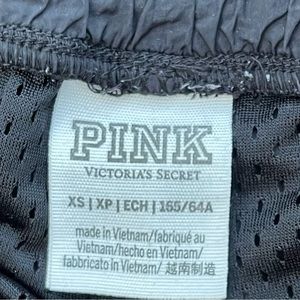 PINK
VICTORIA'S SECRET
XS | XP | ECH | 165/64A
made in Vietnam/fabriqué au
Vietnam/hecho en Vietnam/
fabbricato in Vietnam/ 越南制造